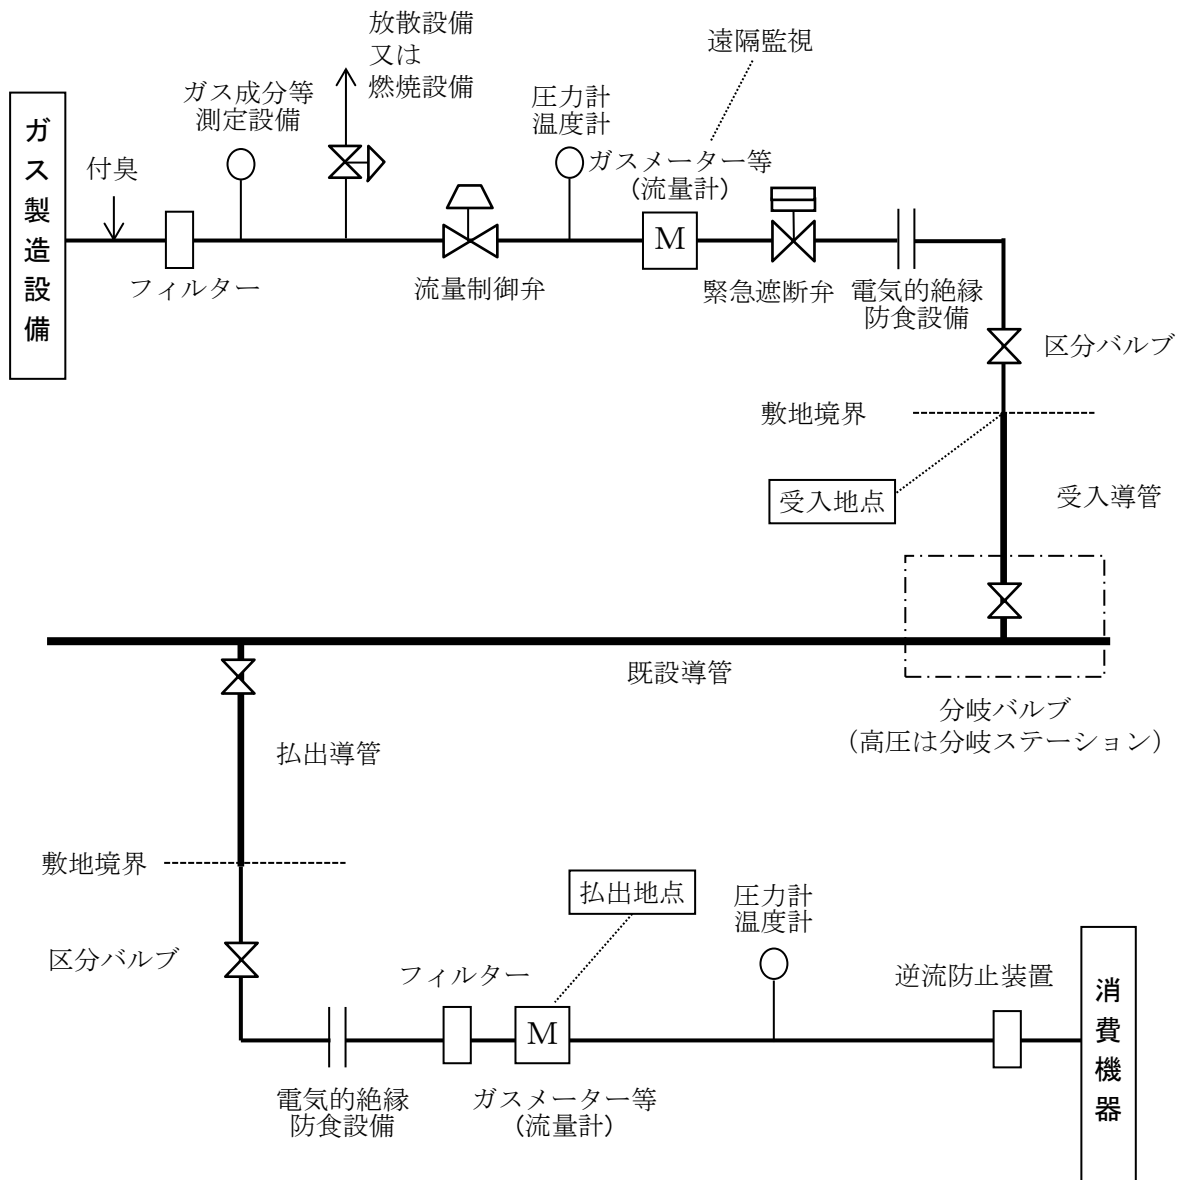 放散設備
又は
燃焼設備
遠隔監視
ガス成分等
測定設備
圧力計
温度計
ガス製造設備
付臭
ガスメーター等
(流量計)
M
フィルター
流量制御弁
緊急遮断弁
電気的絶縁
防食設備
区分バルブ
敷地境界
受入地点
受入導管
既設導管
分岐バルブ
（高圧は分岐ステーション）
払出導管
敷地境界
払出地点
圧力計
温度計
区分バルブ
フィルター
逆流防止装置
消費機器
M
電気的絶縁
防食設備
ガスメーター等
(流量計)